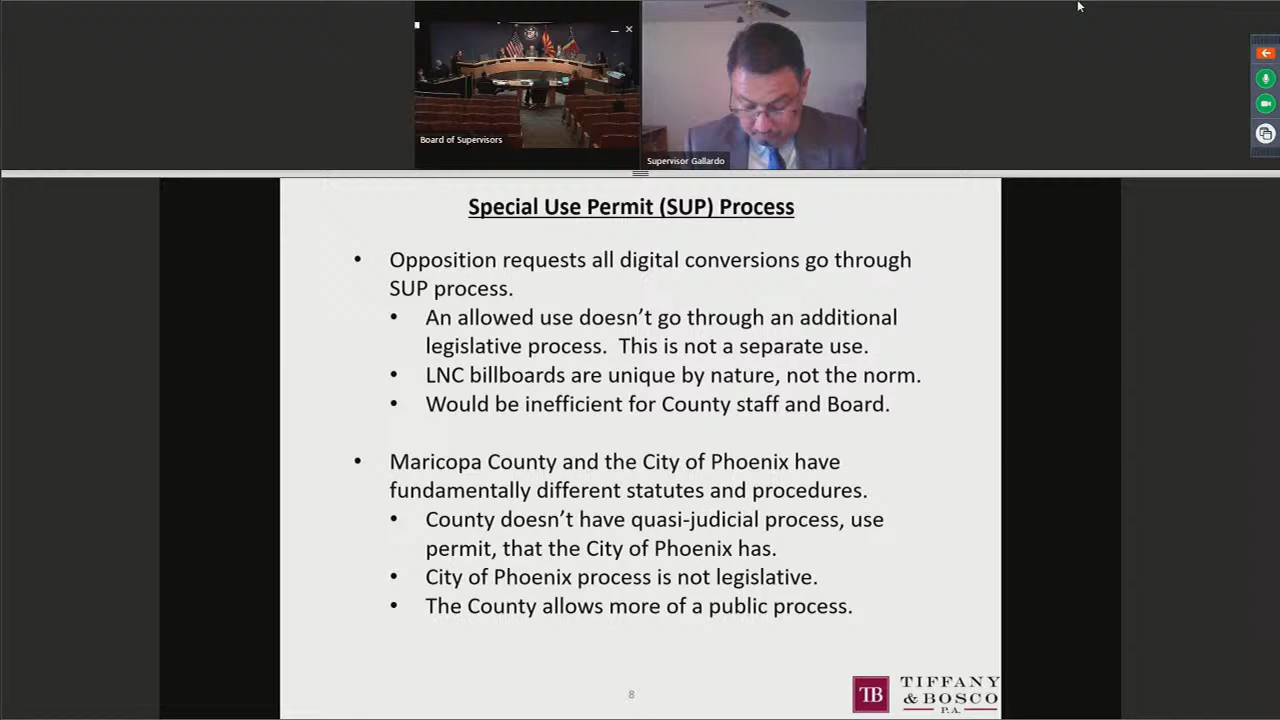 Board of Supervisors
Supervisor Gallardo
Special Use Permit (SUP) Process
• Opposition requests all digital conversions go through
SUP process.
• An allowed use doesn’t go through an additional
legislative process. This is not a separate use.
• LNC billboards are unique by nature, not the norm.
• Would be inefficient for County staff and Board.
• Maricopa County and the City of Phoenix have
fundamentally different statutes and procedures.
• County doesn’t have quasi-judicial process, use
permit, that the City of Phoenix has.
• City of Phoenix process is not legislative.
• The County allows more of a public process.
8
TB
TIFFANY
& BOSCO
P.A.